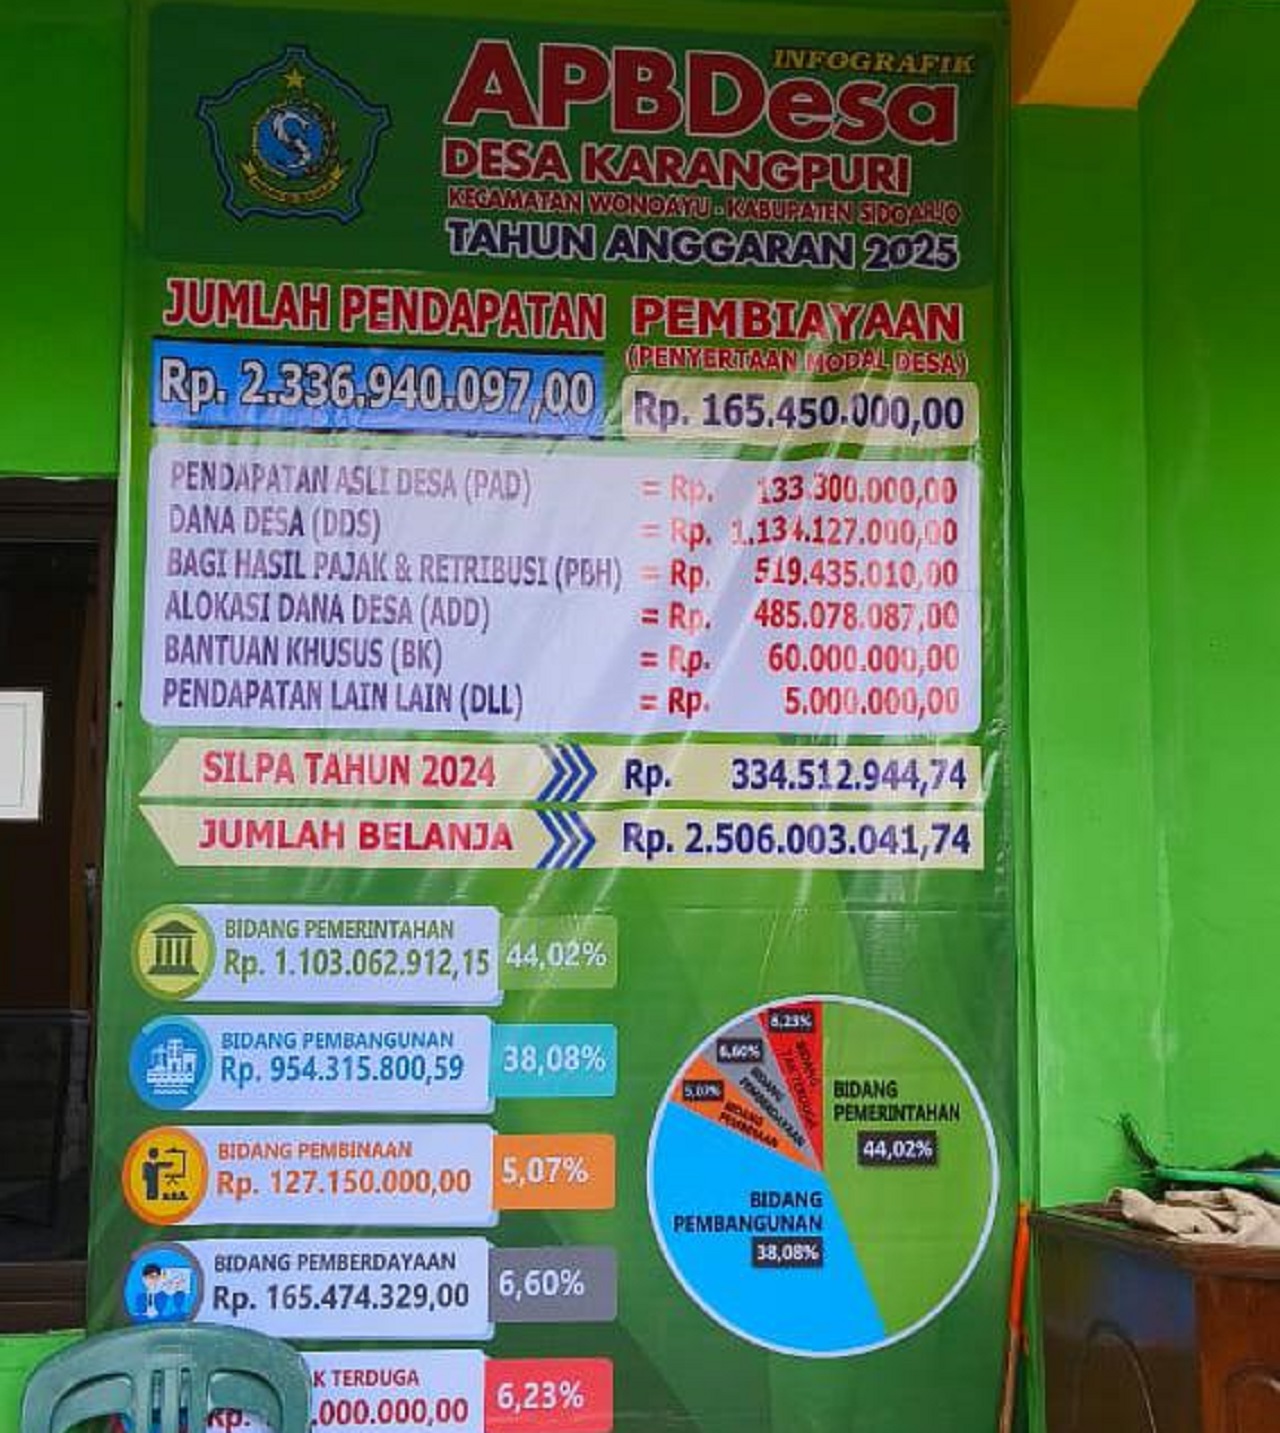 INFOGRAFIK
APBDesa
DESA KARANGPURI
KECAMATAN WONOAYU - KABUPATEN SIDOARJO
TAHUN ANGGARAN 2025
JUMLAH PENDAPATAN
Rp. 2.336.940.097,00
PEMBIAYAAN
(PENYERTAAN MODAL DESA)
Rp. 165.450.000,00
PENDAPATAN ASLI DESA (PAD) = Rp. 133.300.000,00
DANA DESA (DDS) = Rp. 1.134.127.000,00
BAGI HASIL PAJAK & RETRIBUSI (PBH) = Rp. 519.435.010,00
ALOKASI DANA DESA (ADD) = Rp. 485.078.087,00
BANTUAN KHUSUS (BK) = Rp. 60.000.000,00
PENDAPATAN LAIN LAIN (DLL) = Rp. 5.000.000,00
SILPA TAHUN 2024 Rp. 334.512.944,74
JUMLAH BELANJA Rp. 2.506.003.041,74
BIDANG PEMERINTAHAN
Rp. 1.103.062.912,15 44,02%
BIDANG PEMBANGUNAN
Rp. 954.315.800,59 38,08%
BIDANG PEMBINAAN
Rp. 127.150.000,00 5,07%
BIDANG PEMBERDAYAAN
Rp. 165.474.329,00 6,60%
K TERDUGA
Rp. .000.000,00 6,23%
6,23%
BIDANG
TAK TERDUGA
6,60%
BIDANG
PEMBERDAYAAN
5,07%
BIDANG
PEMBINAAN
BIDANG
PEMERINTAHAN
44,02%
BIDANG
PEMBANGUNAN
38,08%